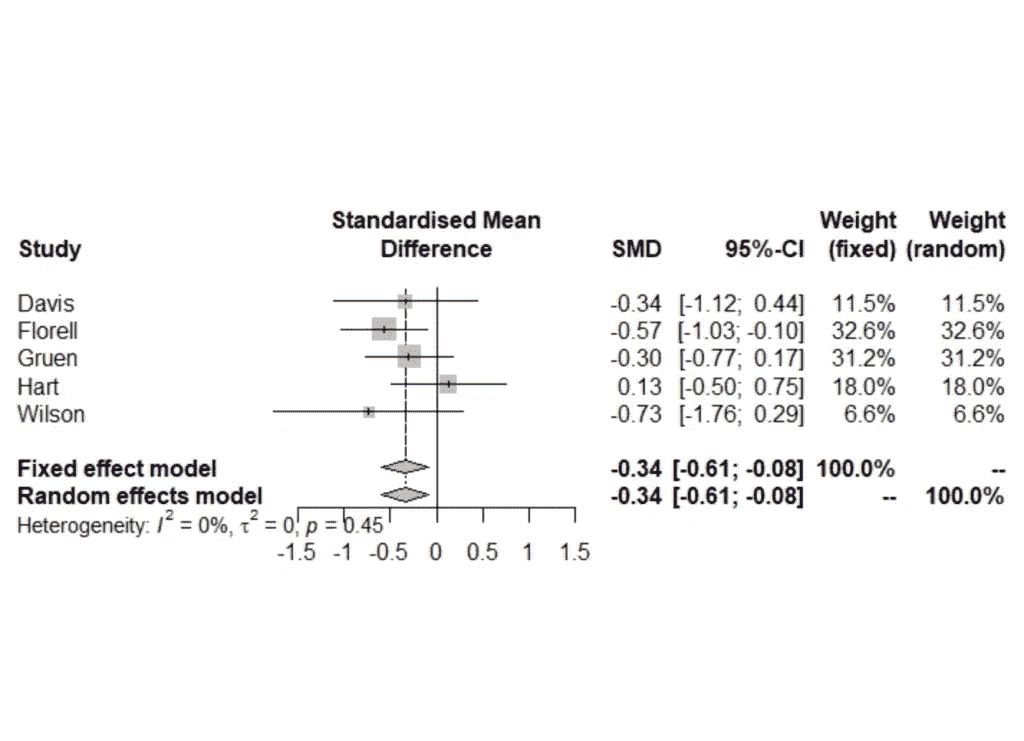 Standardised Mean Weight Weight
Study Difference SMD 95%-CI (fixed) (random)
Davis -0.34 [-1.12; 0.44] 11.5% 11.5%
Florell -0.57 [-1.03; -0.10] 32.6% 32.6%
Gruen -0.30 [-0.77; 0.17] 31.2% 31.2%
Hart 0.13 [-0.50; 0.75] 18.0% 18.0%
Wilson -0.73 [-1.76; 0.29] 6.6% 6.6%
Fixed effect model -0.34 [-0.61; -0.08] 100.0% --
Random effects model -0.34 [-0.61; -0.08] -- 100.0%
Heterogeneity: I² = 0%, τ² = 0, p = 0.45
-1.5 -1 -0.5 0 0.5 1 1.5